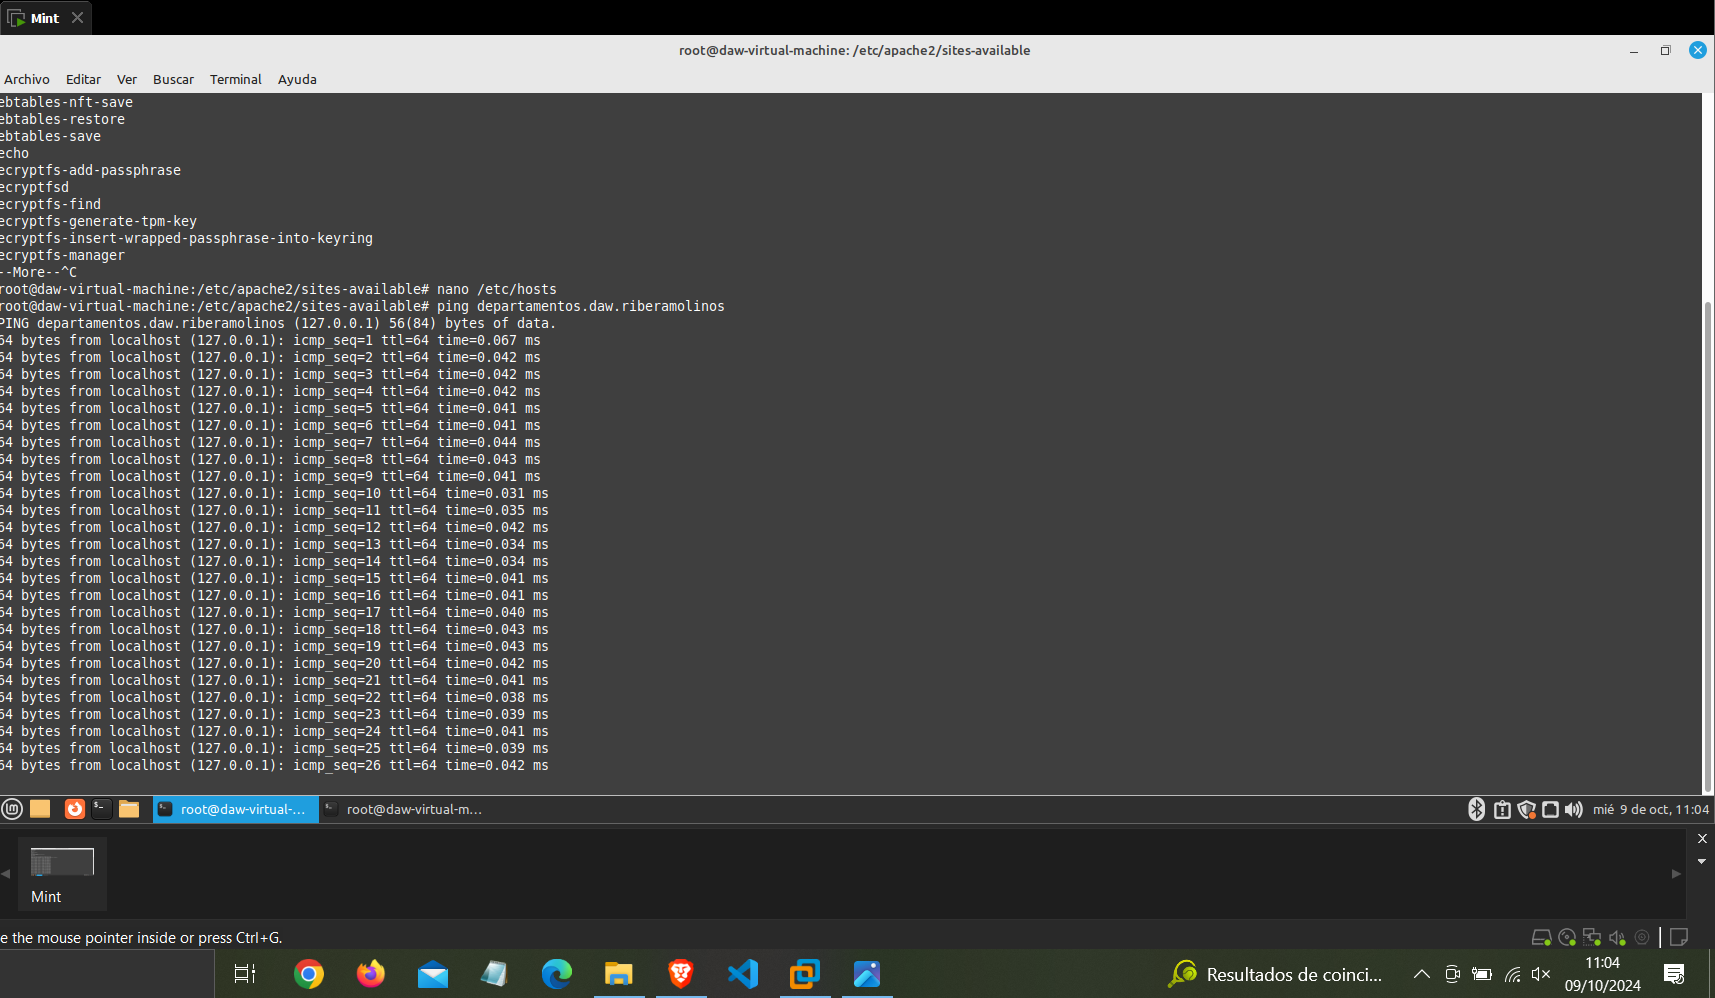 Mint
root@daw-virtual-machine: /etc/apache2/sites-available
Archivo Editar Ver Buscar Terminal Ayuda
ebtables-nft-save
ebtables-restore
ebtables-save
echo
ecryptfs-add-passphrase
ecryptfsd
ecryptfs-find
ecryptfs-generate-tpm-key
ecryptfs-insert-wrapped-passphrase-into-keyring
ecryptfs-manager
--More--^C
root@daw-virtual-machine:/etc/apache2/sites-available# nano /etc/hosts
root@daw-virtual-machine:/etc/apache2/sites-available# ping departamentos.daw.riberamolinos
PING departamentos.daw.riberamolinos (127.0.0.1) 56(84) bytes of data.
64 bytes from localhost (127.0.0.1): icmp_seq=1 ttl=64 time=0.067 ms
64 bytes from localhost (127.0.0.1): icmp_seq=2 ttl=64 time=0.042 ms
64 bytes from localhost (127.0.0.1): icmp_seq=3 ttl=64 time=0.042 ms
64 bytes from localhost (127.0.0.1): icmp_seq=4 ttl=64 time=0.042 ms
64 bytes from localhost (127.0.0.1): icmp_seq=5 ttl=64 time=0.041 ms
64 bytes from localhost (127.0.0.1): icmp_seq=6 ttl=64 time=0.041 ms
64 bytes from localhost (127.0.0.1): icmp_seq=7 ttl=64 time=0.044 ms
64 bytes from localhost (127.0.0.1): icmp_seq=8 ttl=64 time=0.043 ms
64 bytes from localhost (127.0.0.1): icmp_seq=9 ttl=64 time=0.041 ms
64 bytes from localhost (127.0.0.1): icmp_seq=10 ttl=64 time=0.031 ms
64 bytes from localhost (127.0.0.1): icmp_seq=11 ttl=64 time=0.035 ms
64 bytes from localhost (127.0.0.1): icmp_seq=12 ttl=64 time=0.042 ms
64 bytes from localhost (127.0.0.1): icmp_seq=13 ttl=64 time=0.034 ms
64 bytes from localhost (127.0.0.1): icmp_seq=14 ttl=64 time=0.034 ms
64 bytes from localhost (127.0.0.1): icmp_seq=15 ttl=64 time=0.041 ms
64 bytes from localhost (127.0.0.1): icmp_seq=16 ttl=64 time=0.041 ms
64 bytes from localhost (127.0.0.1): icmp_seq=17 ttl=64 time=0.040 ms
64 bytes from localhost (127.0.0.1): icmp_seq=18 ttl=64 time=0.043 ms
64 bytes from localhost (127.0.0.1): icmp_seq=19 ttl=64 time=0.043 ms
64 bytes from localhost (127.0.0.1): icmp_seq=20 ttl=64 time=0.042 ms
64 bytes from localhost (127.0.0.1): icmp_seq=21 ttl=64 time=0.041 ms
64 bytes from localhost (127.0.0.1): icmp_seq=22 ttl=64 time=0.038 ms
64 bytes from localhost (127.0.0.1): icmp_seq=23 ttl=64 time=0.039 ms
64 bytes from localhost (127.0.0.1): icmp_seq=24 ttl=64 time=0.041 ms
64 bytes from localhost (127.0.0.1): icmp_seq=25 ttl=64 time=0.039 ms
64 bytes from localhost (127.0.0.1): icmp_seq=26 ttl=64 time=0.042 ms
root@daw-virtual-... root@daw-virtual-m... mié 9 de oct, 11:04
Mint
e the mouse pointer inside or press Ctrl+G.
Resultados de coinci...
11:04
09/10/2024